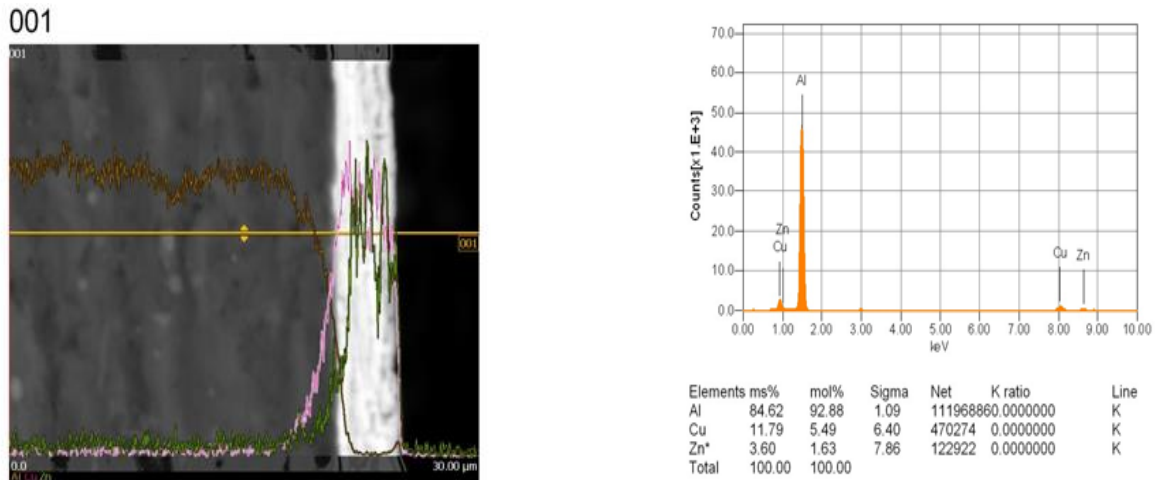 001
001
001
0.0
30.00 µm
Al Cu Zn
Counts[x1.E+3]
70.0
60.0
50.0
40.0
30.0
20.0
10.0
0.0
Al
Zn
Cu
Cu
Zn
0.00 1.00 2.00 3.00 4.00 5.00 6.00 7.00 8.00 9.00 10.00
keV
Elements ms% mol% Sigma Net K ratio Line
Al 84.62 92.88 1.09 111968860.0000000 K
Cu 11.79 5.49 6.40 470274 0.0000000 K
Zn* 3.60 1.63 7.86 122922 0.0000000 K
Total 100.00 100.00